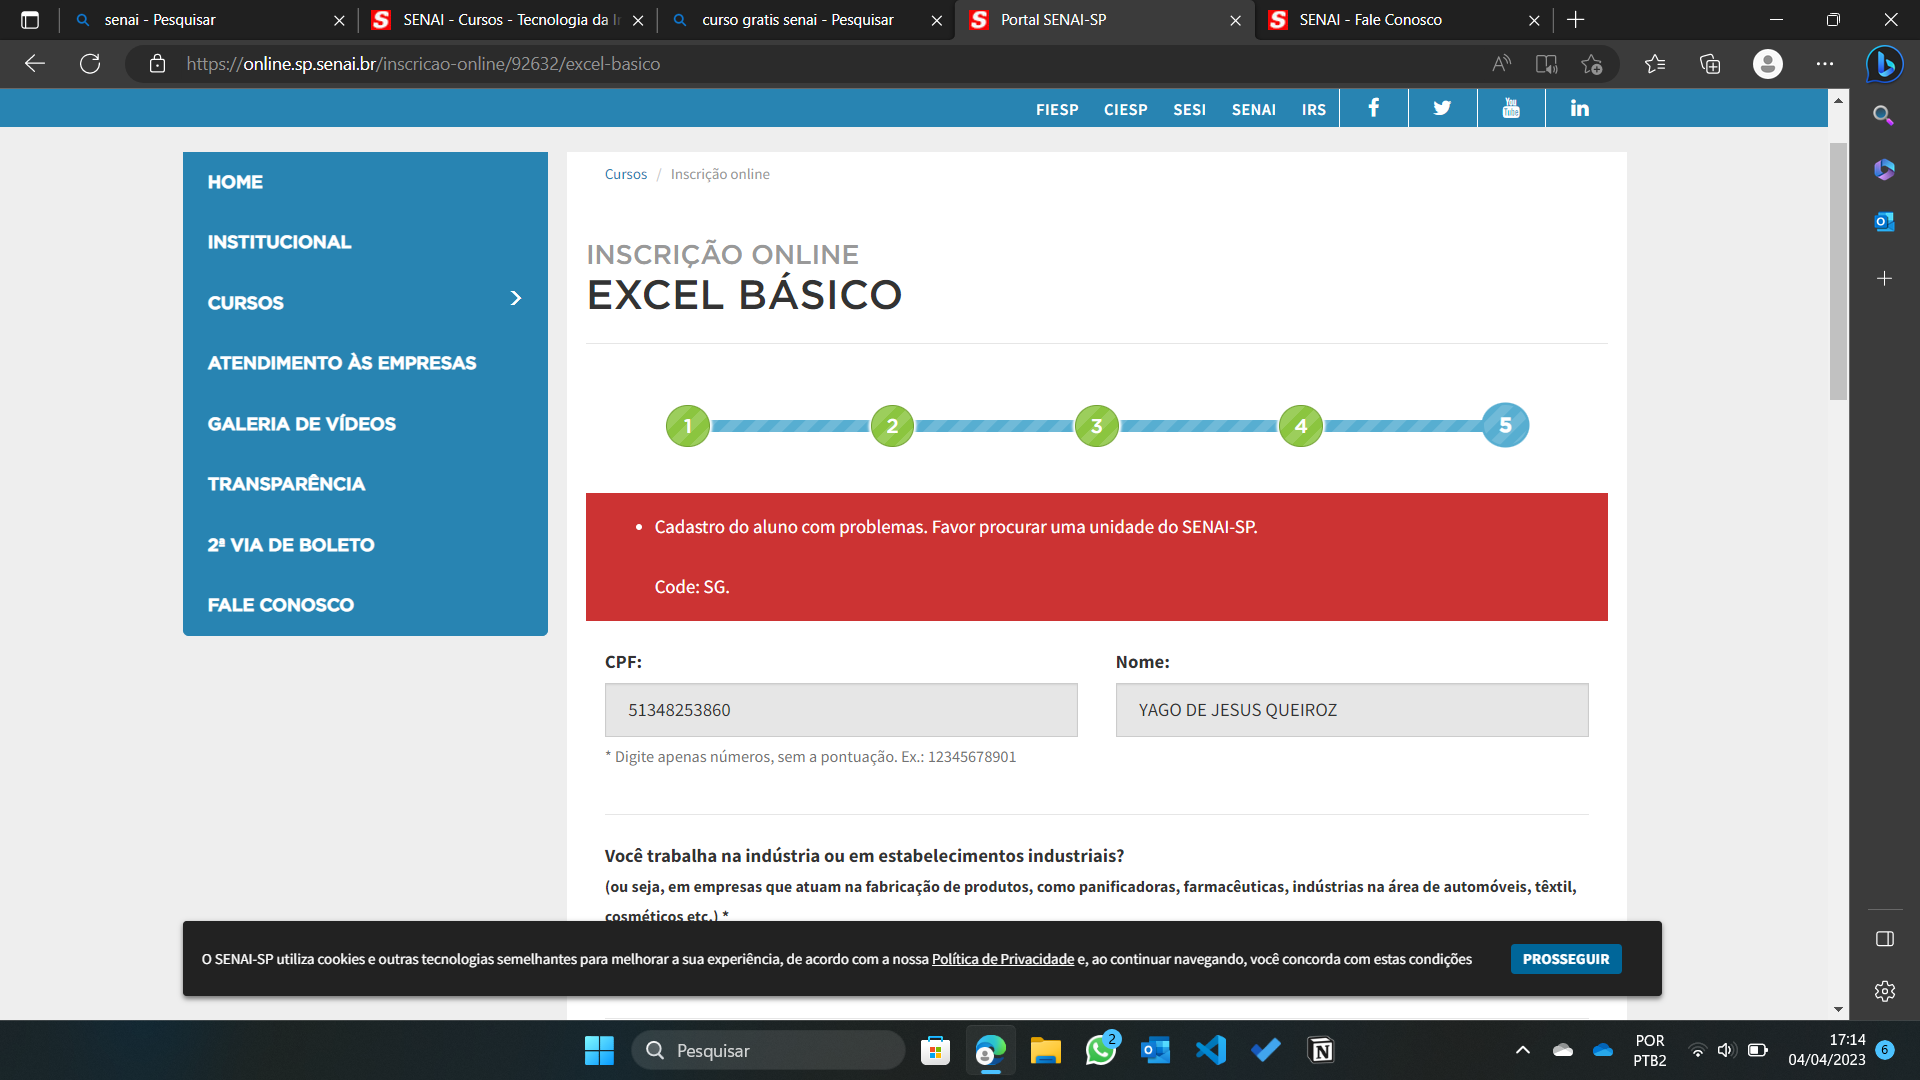 senai - Pesquisar
SENAI - Cursos - Tecnologia da In
curso gratis senai - Pesquisar
Portal SENAI-SP
SENAI - Fale Conosco
https://online.sp.senai.br/inscricao-online/92632/excel-basico
FIESP CIESP SESI SENAI IRS
HOME
INSTITUCIONAL
CURSOS
ATENDIMENTO ÀS EMPRESAS
GALERIA DE VÍDEOS
TRANSPARÊNCIA
2ª VIA DE BOLETO
FALE CONOSCO
Cursos / Inscrição online
INSCRIÇÃO ONLINE
EXCEL BÁSICO
1 2 3 4 5
• Cadastro do aluno com problemas. Favor procurar uma unidade do SENAI-SP.
Code: SG.
CPF:
51348253860
* Digite apenas números, sem a pontuação. Ex.: 12345678901
Nome:
YAGO DE JESUS QUEIROZ
Você trabalha na indústria ou em estabelecimentos industriais?
(ou seja, em empresas que atuam na fabricação de produtos, como panificadoras, farmacêuticas, indústrias na área de automóveis, têxtil,
cosméticos etc.) *
O SENAI-SP utiliza cookies e outras tecnologias semelhantes para melhorar a sua experiência, de acordo com a nossa Política de Privacidade e, ao continuar navegando, você concorda com estas condições
PROSSEGUIR
Pesquisar
2
POR
PTB2
17:14
04/04/2023
6